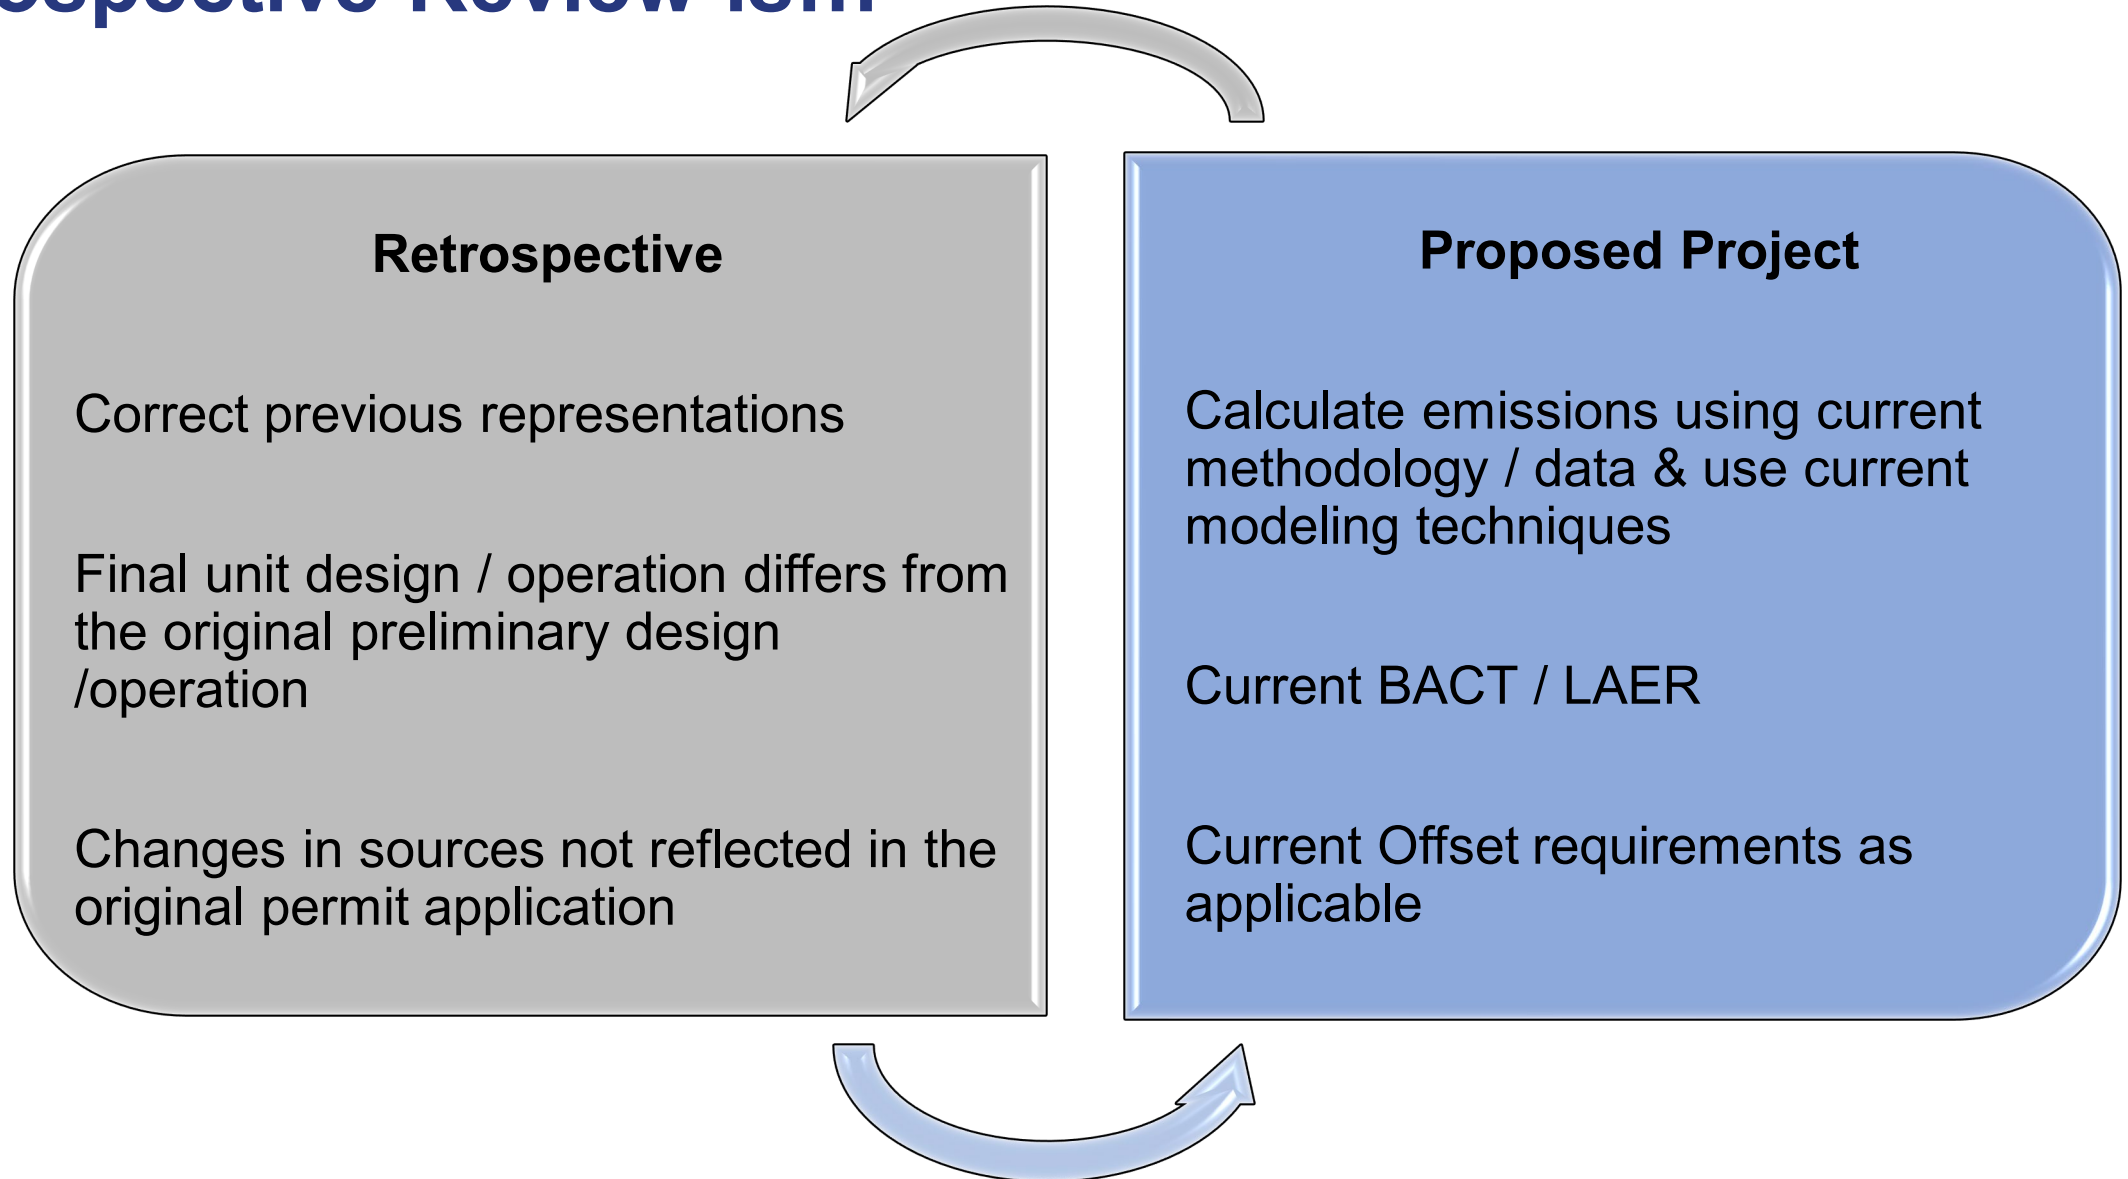 Review
Retrospective
Correct previous representations
Final unit design / operation differs from
the original preliminary design
/operation
Changes in sources not reflected in the
original permit application
Proposed Project
Calculate emissions using current
methodology / data & use current
modeling techniques
Current BACT / LAER
Current Offset requirements as
applicable